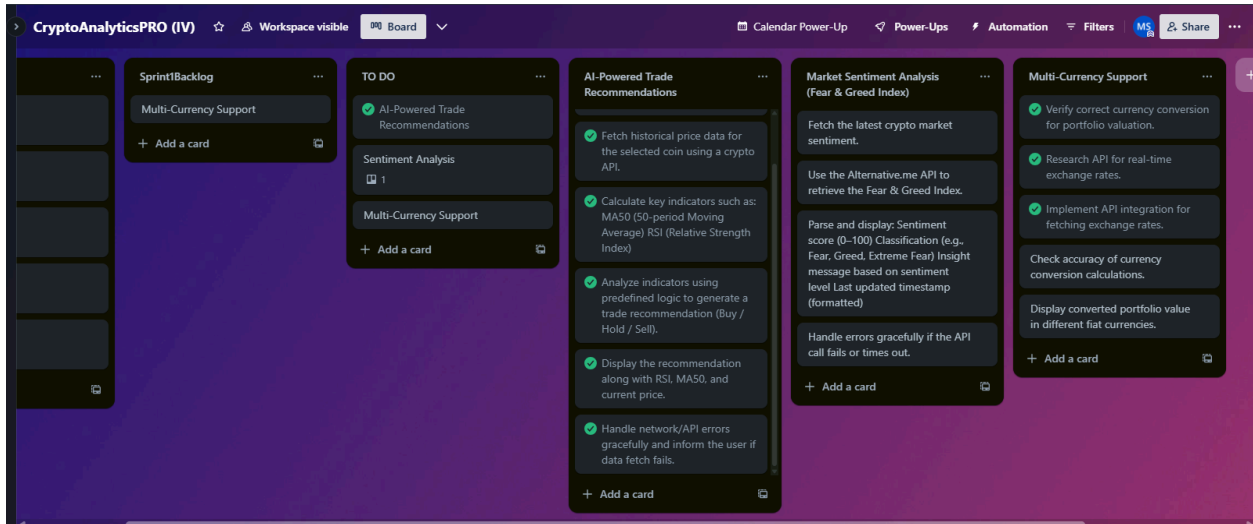 CryptoAnalyticsPRO (IV)
Workspace visible
Board
Calendar Power-Up
Power-Ups
Automation
Filters
MS
Share
Sprint1Backlog
Multi-Currency Support
+ Add a card
TO DO
AI-Powered Trade
Recommendations
Sentiment Analysis
1
Multi-Currency Support
+ Add a card
AI-Powered Trade
Recommendations
Fetch historical price data for
the selected coin using a crypto
API.
Calculate key indicators such as:
MA50 (50-period Moving
Average) RSI (Relative Strength
Index)
Analyze indicators using
predefined logic to generate a
trade recommendation (Buy /
Hold / Sell).
Display the recommendation
along with RSI, MA50, and
current price.
Handle network/API errors
gracefully and inform the user if
data fetch fails.
+ Add a card
Market Sentiment Analysis
(Fear & Greed Index)
Fetch the latest crypto market
sentiment.
Use the Alternative.me API to
retrieve the Fear & Greed Index.
Parse and display: Sentiment
score (0–100) Classification (e.g.,
Fear, Greed, Extreme Fear) Insight
message based on sentiment
level Last updated timestamp
(formatted)
Handle errors gracefully if the API
call fails or times out.
+ Add a card
Multi-Currency Support
Verify correct currency conversion
for portfolio valuation.
Research API for real-time
exchange rates.
Implement API integration for
fetching exchange rates.
Check accuracy of currency
conversion calculations.
Display converted portfolio value
in different fiat currencies.
+ Add a card